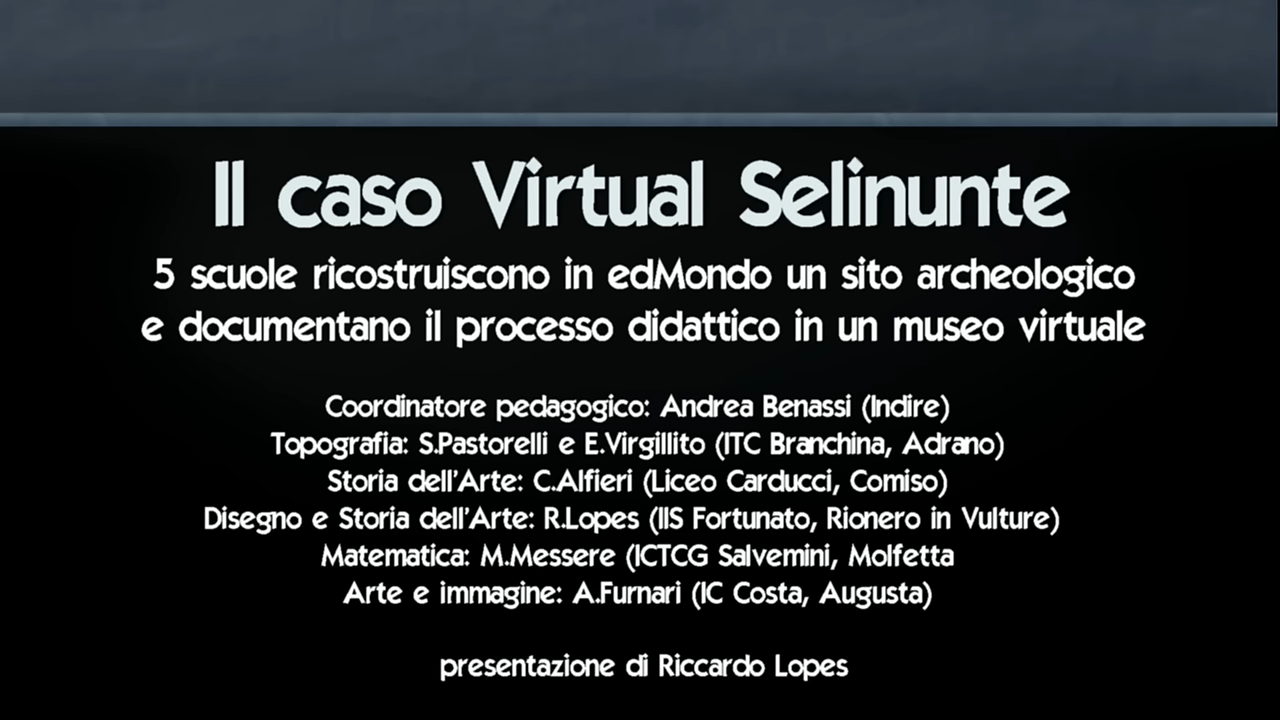 Il caso Virtual Selinunte
5 scuole ricostruiscono in edMondo un sito archeologico
e documentano il processo didattico in un museo virtuale
Coordinatore pedagogico: Andrea Benassi (Indire)
Topografia: S.Pastorelli e E.Virgillito (ITC Branchina, Adrano)
Storia dell'Arte: C.Alfieri (Liceo Carducci, Comiso)
Disegno e Storia dell'Arte: R.Lopes (IIS Fortunato, Rionero in Vulture)
Matematica: M.Messere (ICTCG Salvemini, Molfetta
Arte e immagine: A.Furnari (IC Costa, Augusta)
presentazione di Riccardo Lopes